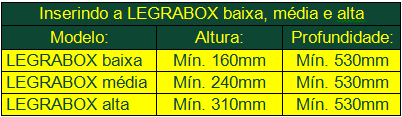 Inserindo a LEGRABOX baixa, média e alta
Modelo: Altura: Profundidade:
LEGRABOX baixa Mín. 160mm Mín. 530mm
LEGRABOX média Mín. 240mm Mín. 530mm
LEGRABOX alta Mín. 310mm Mín. 530mm